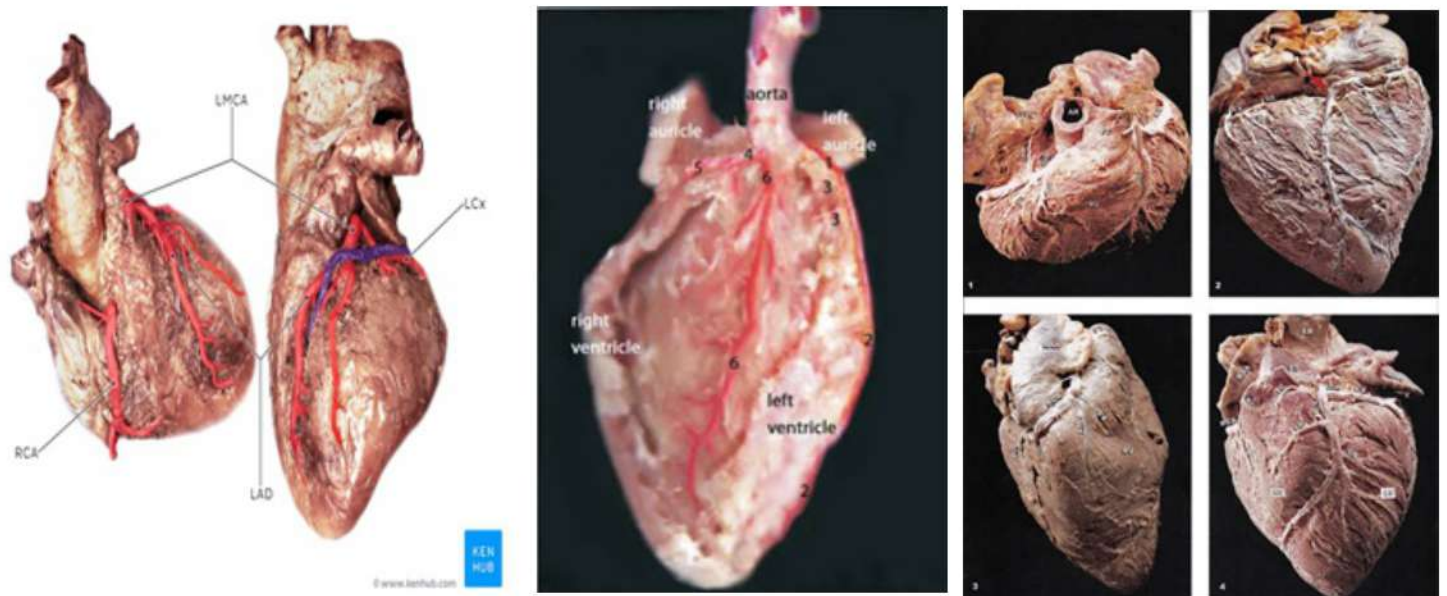 LMCA
LCx
RCA
LAD
KEN
HUB
© www.kenhub.com
right
auricle
aorta
left
auricle
5
4
6
1
3
3
2
6
right
ventricle
left
ventricle
2
1
2
3
4